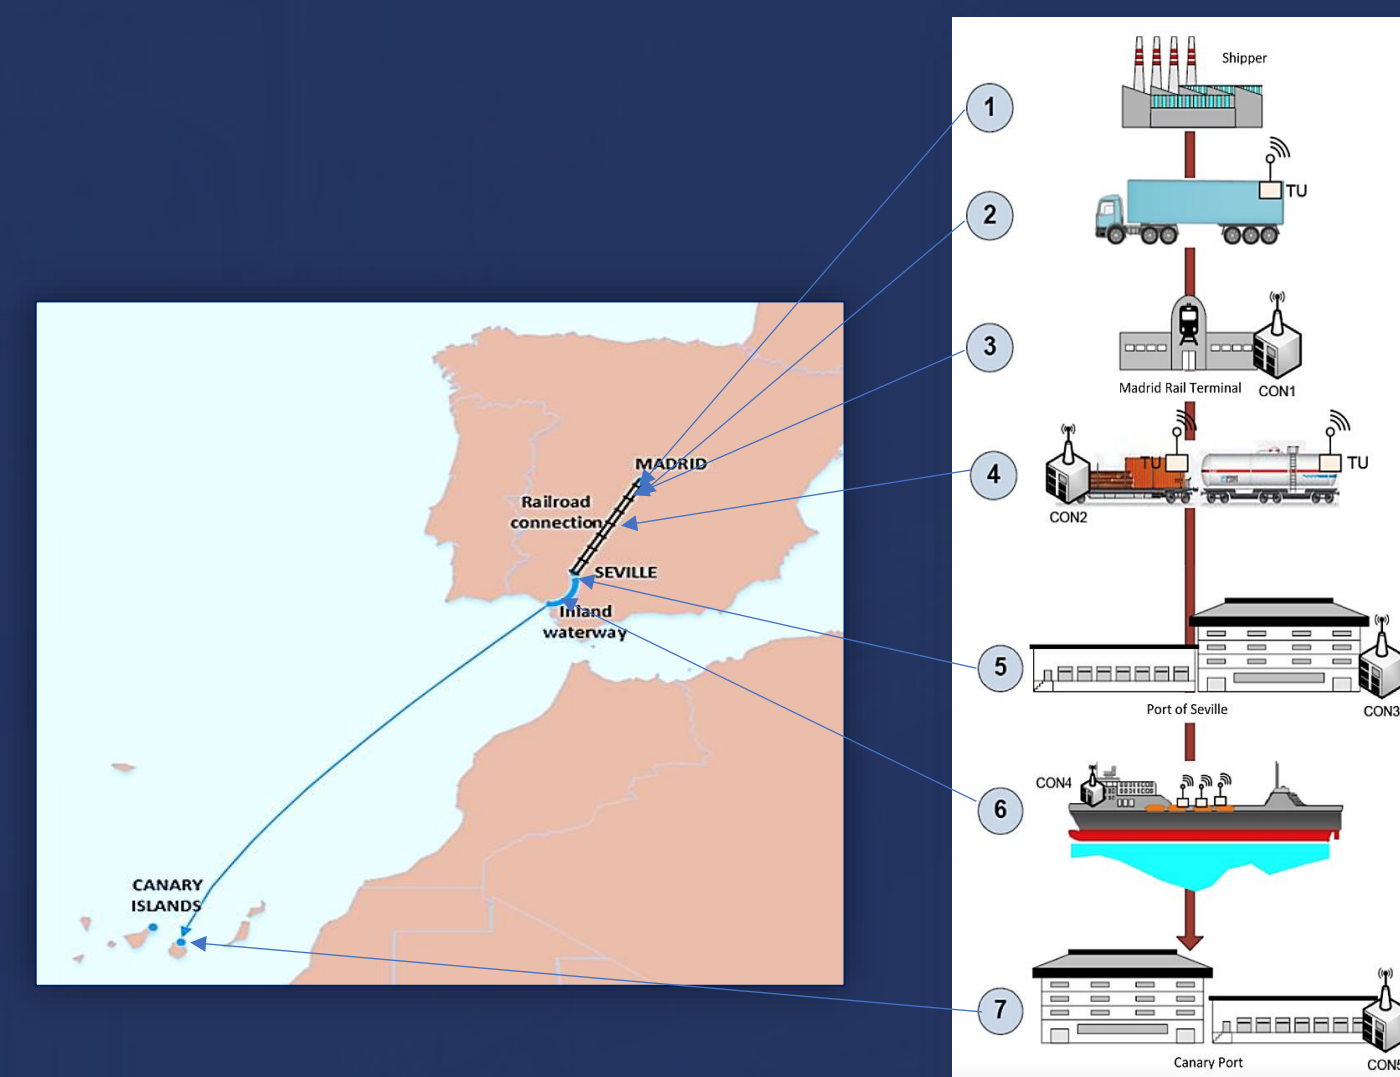 Shipper
1
TU
2
3
Madrid Rail Terminal
CON1
MADRID
Railroad
connection
4
TU
TU
CON2
SEVILLE
Inland
waterway
5
Port of Seville
CON3
CON4
6
CANARY
ISLANDS
7
Canary Port
CON5